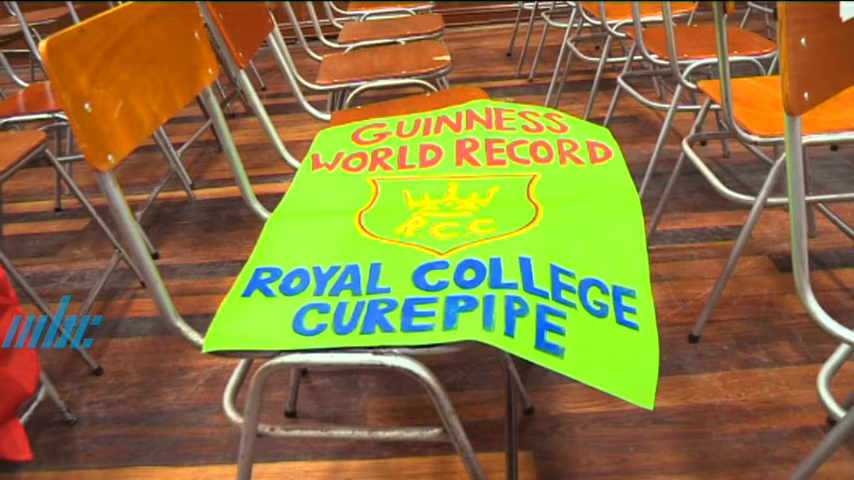 GUINNESS
WORLD RECORD
R.C.C
ROYAL COLLEGE
CUREPIPE
mbc